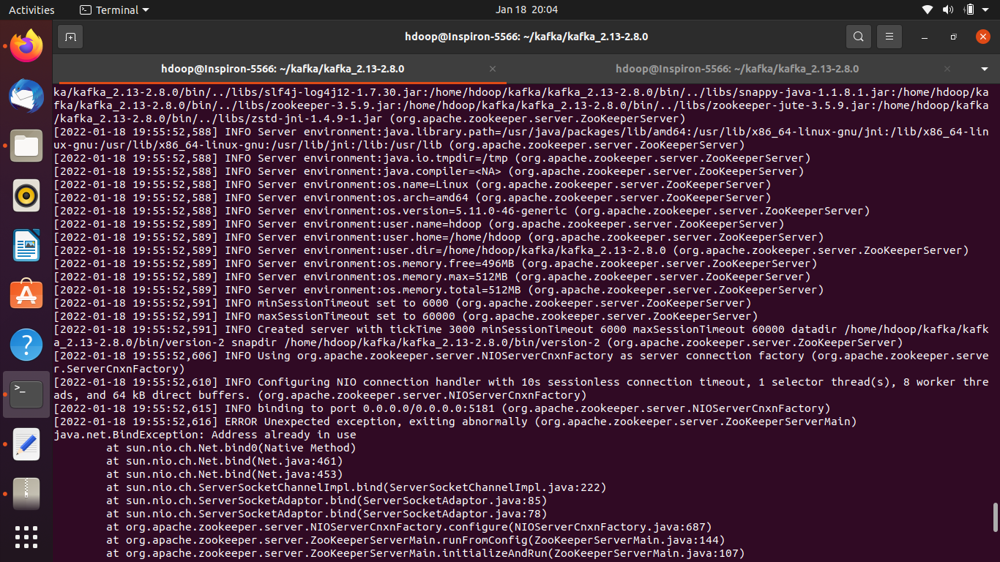 Activities
Terminal
Jan 18 20:04
hdoop@Inspiron-5566: ~/kafka/kafka_2.13-2.8.0
hdoop@Inspiron-5566: ~/kafka/kafka_2.13-2.8.0
hdoop@Inspiron-5566: ~/kafka/kafka_2.13-2.8.0
ka/kafka_2.13-2.8.0/bin/../libs/slf4j-log4j12-1.7.30.jar:/home/hdoop/kafka/kafka_2.13-2.8.0/bin/../libs/snappy-java-1.1.8.1.jar:/home/hdoop/ka
fka/kafka_2.13-2.8.0/bin/../libs/zookeeper-3.5.9.jar:/home/hdoop/kafka/kafka_2.13-2.8.0/bin/../libs/zookeeper-jute-3.5.9.jar:/home/hdoop/kafka
/kafka_2.13-2.8.0/bin/../libs/zstd-jni-1.4.9-1.jar (org.apache.zookeeper.server.ZooKeeperServer)
[2022-01-18 19:55:52,588] INFO Server environment:java.library.path=/usr/java/packages/lib/amd64:/usr/lib/x86_64-linux-gnu/jni:/lib/x86_64-lin
ux-gnu:/usr/lib/x86_64-linux-gnu:/usr/lib/jni:/lib:/usr/lib (org.apache.zookeeper.server.ZooKeeperServer)
[2022-01-18 19:55:52,588] INFO Server environment:java.io.tmpdir=/tmp (org.apache.zookeeper.server.ZooKeeperServer)
[2022-01-18 19:55:52,588] INFO Server environment:java.compiler=<NA> (org.apache.zookeeper.server.ZooKeeperServer)
[2022-01-18 19:55:52,588] INFO Server environment:os.name=Linux (org.apache.zookeeper.server.ZooKeeperServer)
[2022-01-18 19:55:52,588] INFO Server environment:os.arch=amd64 (org.apache.zookeeper.server.ZooKeeperServer)
[2022-01-18 19:55:52,588] INFO Server environment:os.version=5.11.0-46-generic (org.apache.zookeeper.server.ZooKeeperServer)
[2022-01-18 19:55:52,589] INFO Server environment:user.name=hdoop (org.apache.zookeeper.server.ZooKeeperServer)
[2022-01-18 19:55:52,589] INFO Server environment:user.home=/home/hdoop (org.apache.zookeeper.server.ZooKeeperServer)
[2022-01-18 19:55:52,589] INFO Server environment:user.dir=/home/hdoop/kafka/kafka_2.13-2.8.0 (org.apache.zookeeper.server.ZooKeeperServer)
[2022-01-18 19:55:52,589] INFO Server environment:os.memory.free=496MB (org.apache.zookeeper.server.ZooKeeperServer)
[2022-01-18 19:55:52,589] INFO Server environment:os.memory.max=512MB (org.apache.zookeeper.server.ZooKeeperServer)
[2022-01-18 19:55:52,589] INFO Server environment:os.memory.total=512MB (org.apache.zookeeper.server.ZooKeeperServer)
[2022-01-18 19:55:52,591] INFO minSessionTimeout set to 6000 (org.apache.zookeeper.server.ZooKeeperServer)
[2022-01-18 19:55:52,591] INFO maxSessionTimeout set to 60000 (org.apache.zookeeper.server.ZooKeeperServer)
[2022-01-18 19:55:52,591] INFO Created server with tickTime 3000 minSessionTimeout 6000 maxSessionTimeout 60000 datadir /home/hdoop/kafka/kafk
a_2.13-2.8.0/bin/version-2 snapdir /home/hdoop/kafka/kafka_2.13-2.8.0/bin/version-2 (org.apache.zookeeper.server.ZooKeeperServer)
[2022-01-18 19:55:52,606] INFO Using org.apache.zookeeper.server.NIOServerCnxnFactory as server connection factory (org.apache.zookeeper.serve
r.ServerCnxnFactory)
[2022-01-18 19:55:52,610] INFO Configuring NIO connection handler with 10s sessionless connection timeout, 1 selector thread(s), 8 worker thre
ads, and 64 kB direct buffers. (org.apache.zookeeper.server.NIOServerCnxnFactory)
[2022-01-18 19:55:52,615] INFO binding to port 0.0.0.0/0.0.0.0:5181 (org.apache.zookeeper.server.NIOServerCnxnFactory)
[2022-01-18 19:55:52,616] ERROR Unexpected exception, exiting abnormally (org.apache.zookeeper.server.ZooKeeperServerMain)
java.net.BindException: Address already in use
at sun.nio.ch.Net.bind0(Native Method)
at sun.nio.ch.Net.bind(Net.java:461)
at sun.nio.ch.Net.bind(Net.java:453)
at sun.nio.ch.ServerSocketChannelImpl.bind(ServerSocketChannelImpl.java:222)
at sun.nio.ch.ServerSocketAdaptor.bind(ServerSocketAdaptor.java:85)
at sun.nio.ch.ServerSocketAdaptor.bind(ServerSocketAdaptor.java:78)
at org.apache.zookeeper.server.NIOServerCnxnFactory.configure(NIOServerCnxnFactory.java:687)
at org.apache.zookeeper.server.ZooKeeperServerMain.runFromConfig(ZooKeeperServerMain.java:144)
at org.apache.zookeeper.server.ZooKeeperServerMain.initializeAndRun(ZooKeeperServerMain.java:107)